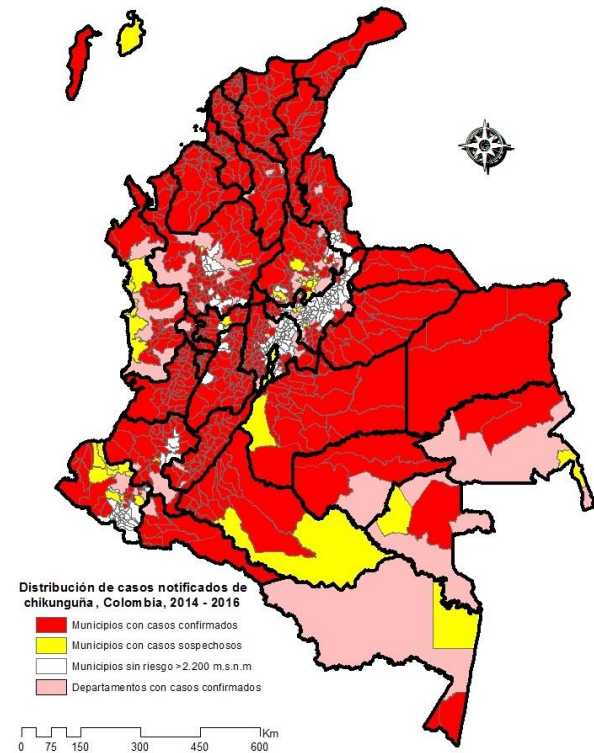 Distribución de casos notificados de
chikunguña, Colombia, 2014 - 2016
Municipios con casos confirmados
Municipios con casos sospechosos
Municipios sin riesgo >2.200 m.s.n.m
Departamentos con casos confirmados
Km
0 75 150 300 450 600